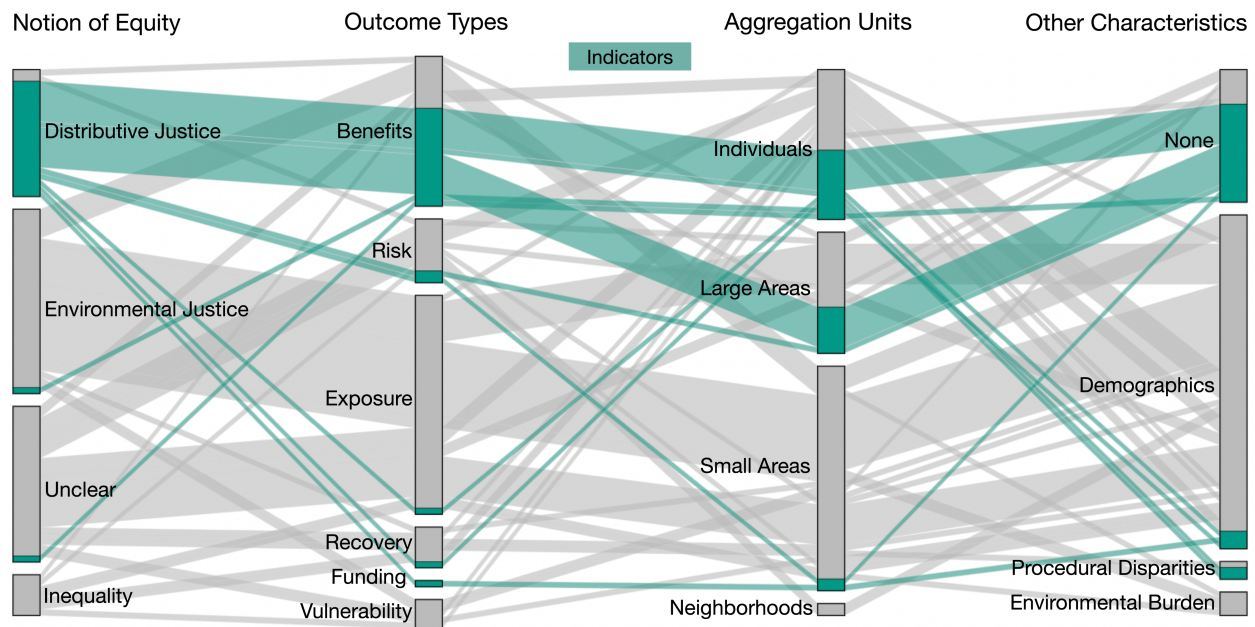 Notion of Equity
Outcome Types
Aggregation Units
Other Characteristics
Indicators
Distributive Justice
Environmental Justice
Unclear
Inequality
Benefits
Risk
Exposure
Recovery
Funding
Vulnerability
Individuals
Large Areas
Small Areas
Neighborhoods
None
Demographics
Procedural Disparities
Environmental Burden